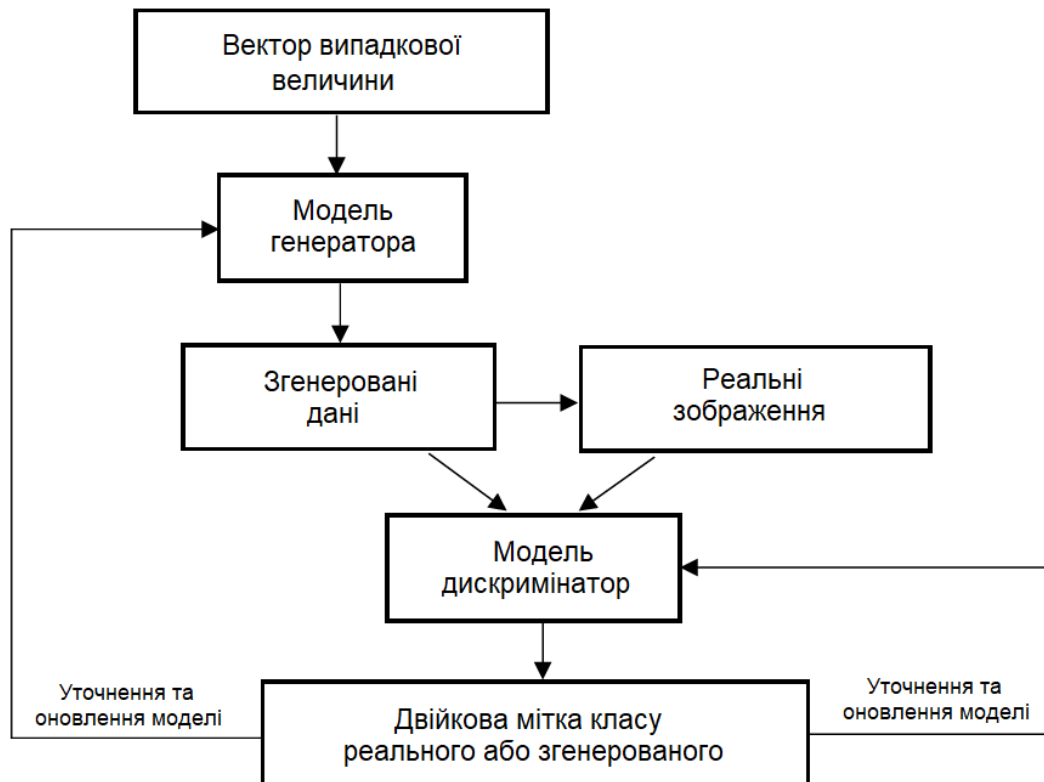 Вектор випадкової
величини
Модель
генератора
Згенеровані
дані
Реальні
зображення
Модель
дискримінатор
Уточнення та
оновлення моделі
Двійкова мітка класу
реального або згенерованого
Уточнення та
оновлення моделі